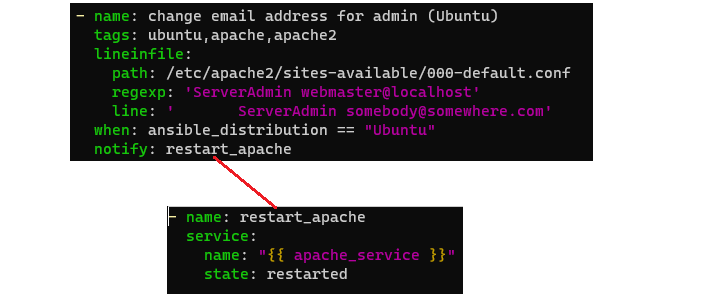 - name: change email address for admin (Ubuntu)
  tags: ubuntu,apache,apache2
  lineinfile:
    path: /etc/apache2/sites-available/000-default.conf
    regexp: 'ServerAdmin webmaster@localhost'
    line: '       ServerAdmin somebody@somewhere.com'
  when: ansible_distribution == "Ubuntu"
  notify: restart_apache
- name: restart_apache
  service:
    name: "{{ apache_service }}"
    state: restarted